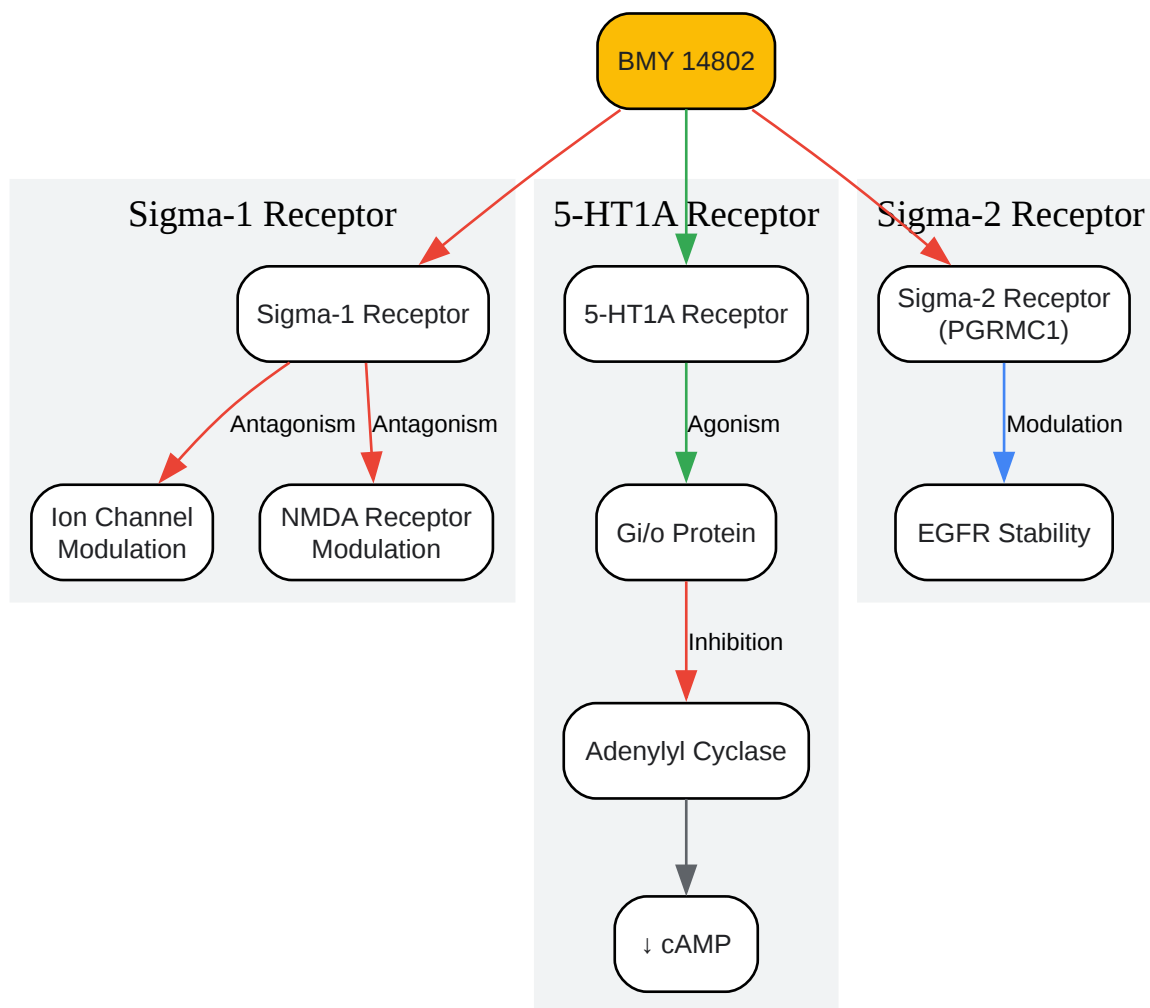 BMY 14802
Sigma-1 Receptor
5-HT1A Receptor
Sigma-2 Receptor
Sigma-1 Receptor
5-HT1A Receptor
Sigma-2 Receptor
(PGRMC1)
Antagonism
Antagonism
Agonism
Modulation
Ion Channel
Modulation
NMDA Receptor
Modulation
Gi/o Protein
EGFR Stability
Inhibition
Adenylyl Cyclase
↓ cAMP